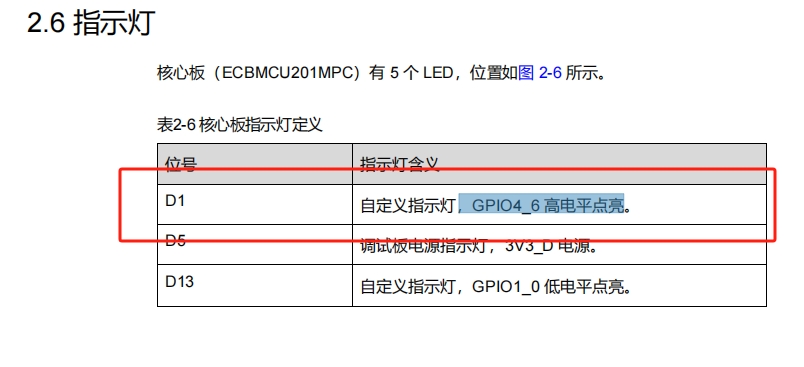 2.6 指示灯
核心板（ECBMCU201MPC）有 5 个 LED，位置如图 2-6 所示。
表2-6 核心板指示灯定义
位号 指示灯含义
D1 自定义指示灯，GPIO4_6 高电平点亮。
D5 调试板电源指示灯，3V3_D 电源。
D13 自定义指示灯，GPIO1_0 低电平点亮。